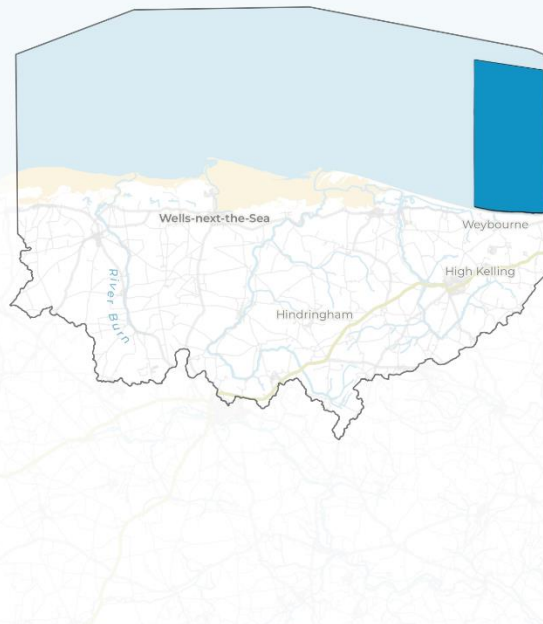 Wells-next-the-Sea
Weybourne
High Kelling
River Burn
Hindringham